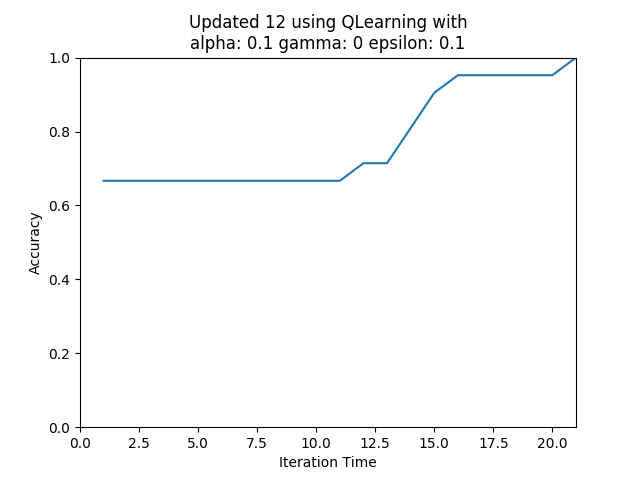 Updated 12 using QLearning with
alpha: 0.1 gamma: 0 epsilon: 0.1
1.0
0.8
0.6
0.4
0.2
0.0
Accuracy
0.0 2.5 5.0 7.5 10.0 12.5 15.0 17.5 20.0
Iteration Time